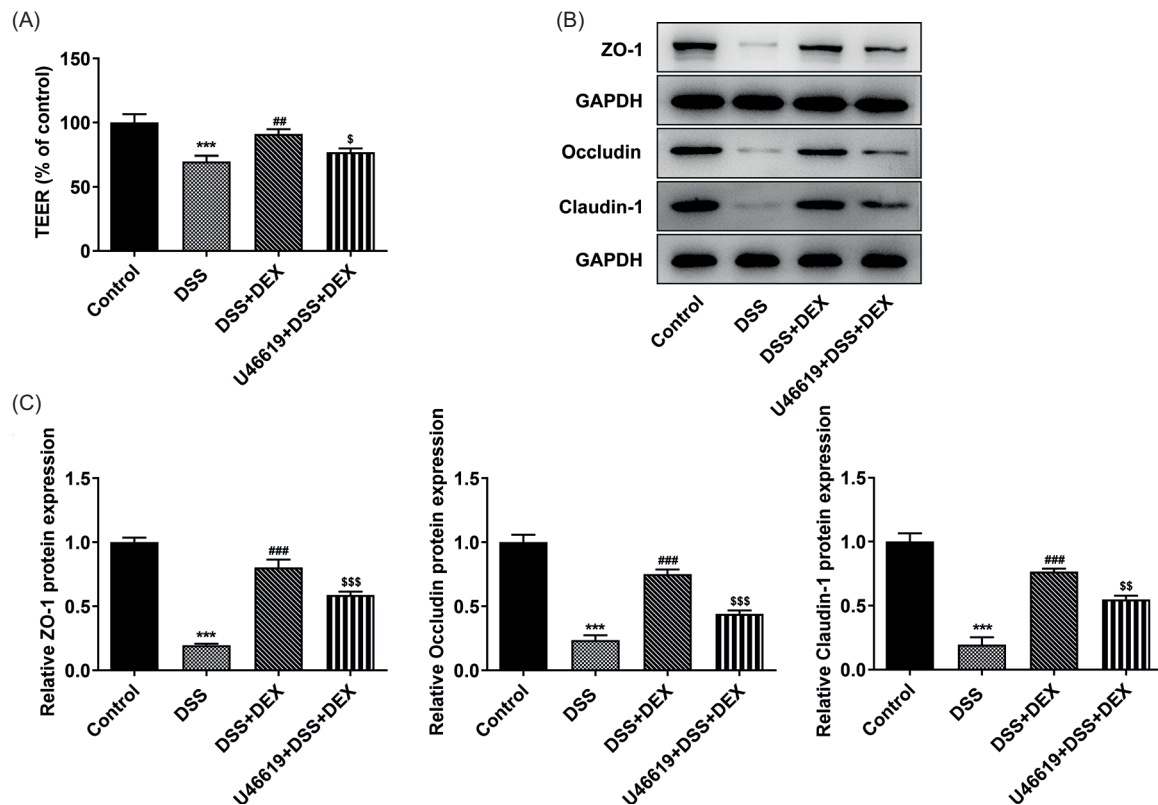 (A)
TEER (% of control)
150
100
50
0
***
##
$
Control
DSS
DSS+DEX
U46619+DSS+DEX
(B)
ZO-1
GAPDH
Occludin
Claudin-1
GAPDH
Control
DSS
DSS+DEX
U46619+DSS+DEX
(C)
Relative ZO-1 protein expression
1.5
1.0
0.5
0.0
***
###
$$$
Control
DSS
DSS+DEX
U46619+DSS+DEX
Relative Occludin protein expression
1.5
1.0
0.5
0.0
***
###
$$$
Control
DSS
DSS+DEX
U46619+DSS+DEX
Relative Claudin-1 protein expression
1.5
1.0
0.5
0.0
***
###
$$
Control
DSS
DSS+DEX
U46619+DSS+DEX